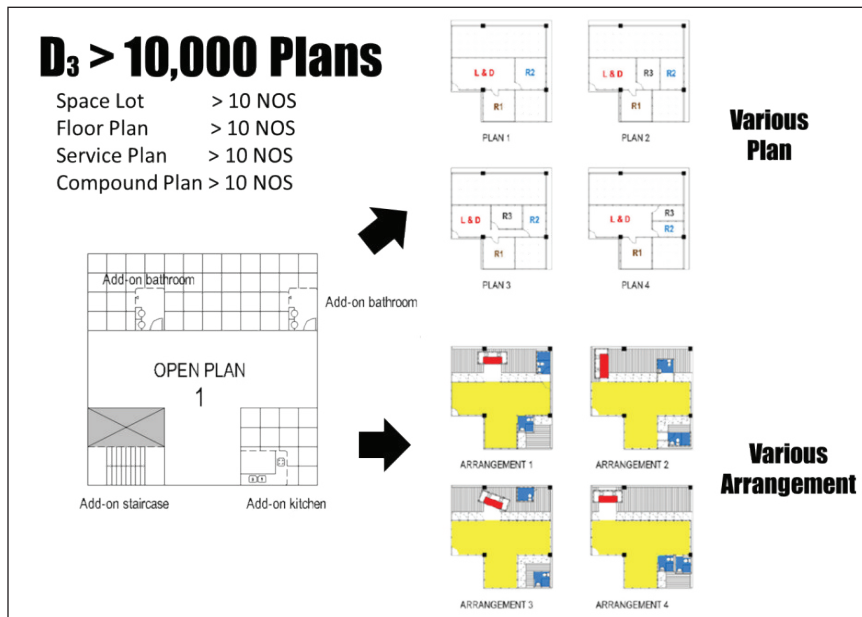 D3 > 10,000 Plans
Space Lot > 10 NOS
Floor Plan > 10 NOS
Service Plan > 10 NOS
Compound Plan > 10 NOS
L & D
R2
R1
PLAN 1
L & D
R3
R2
R1
PLAN 2
Various
Plan
L & D
R3
R2
R1
PLAN 3
L & D
R3
R2
R1
PLAN 4
Add-on bathroom
Add-on bathroom
OPEN PLAN
1
Add-on staircase
Add-on kitchen
ARRANGEMENT 1
ARRANGEMENT 2
Various
Arrangement
ARRANGEMENT 3
ARRANGEMENT 4